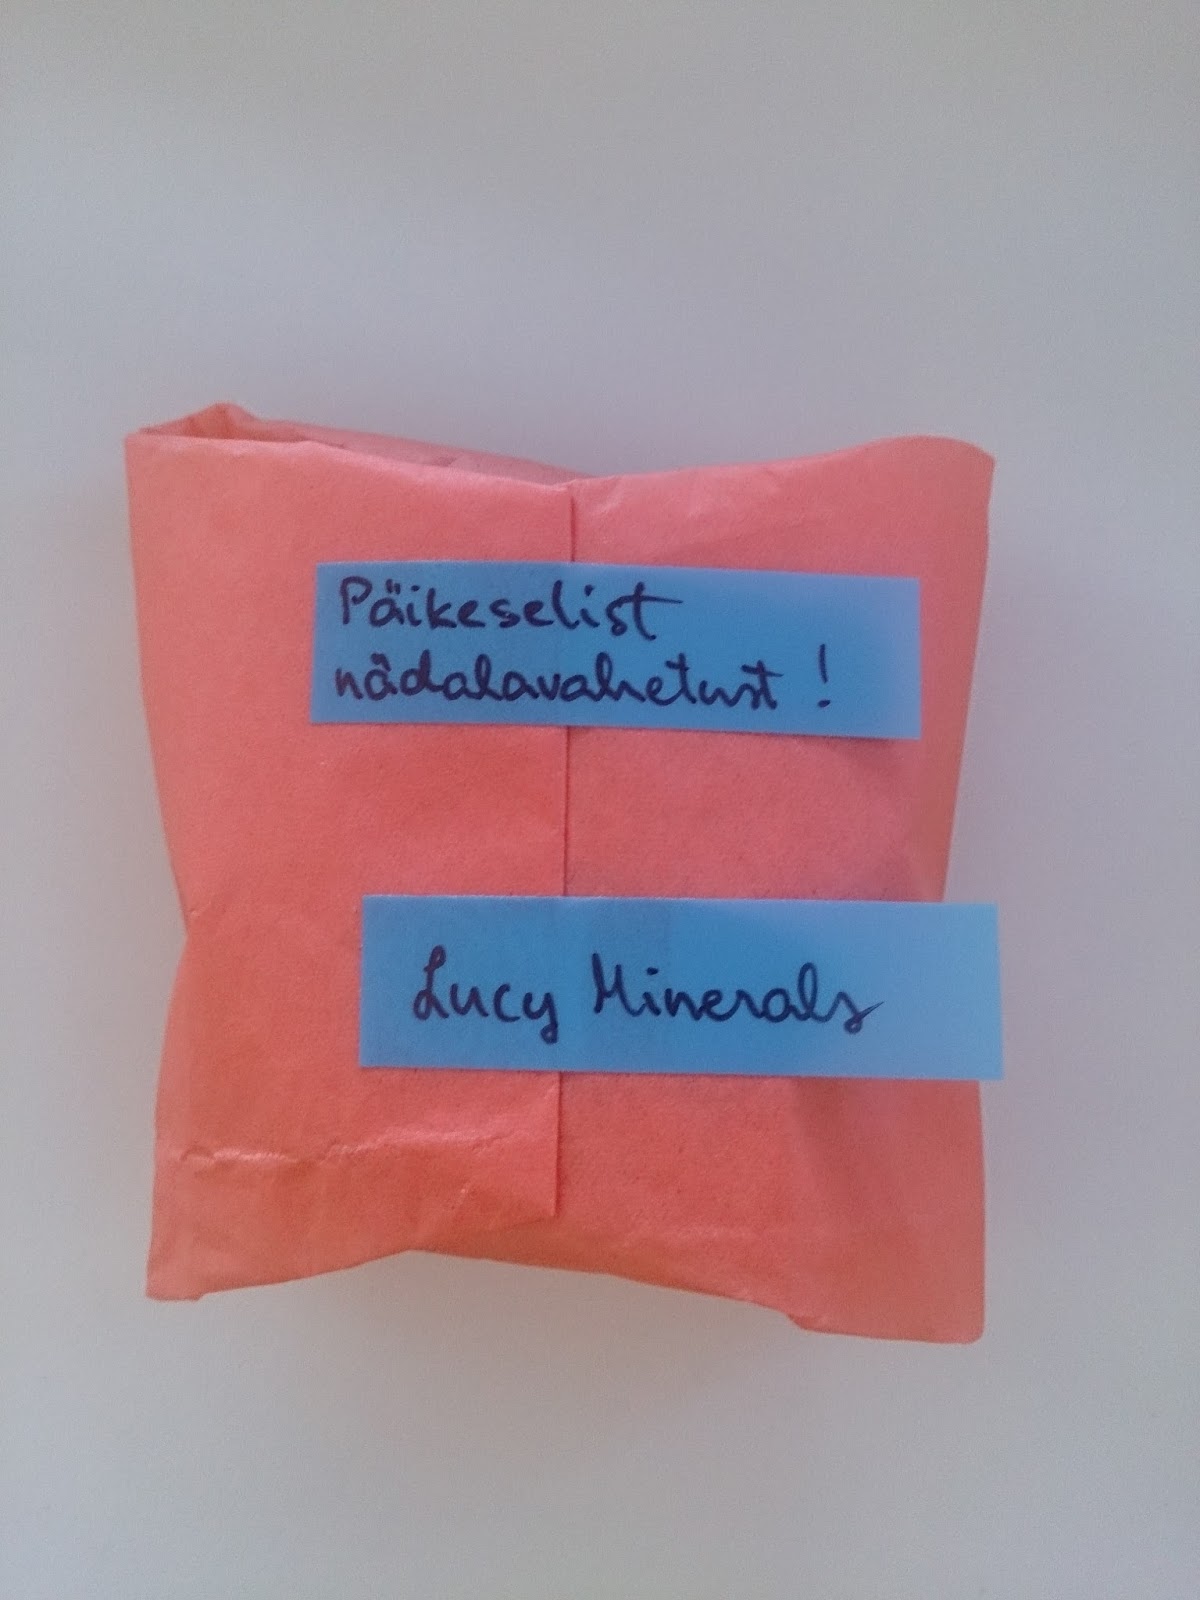 Päikeselist
nädalavahetust !
Lucy Minerals